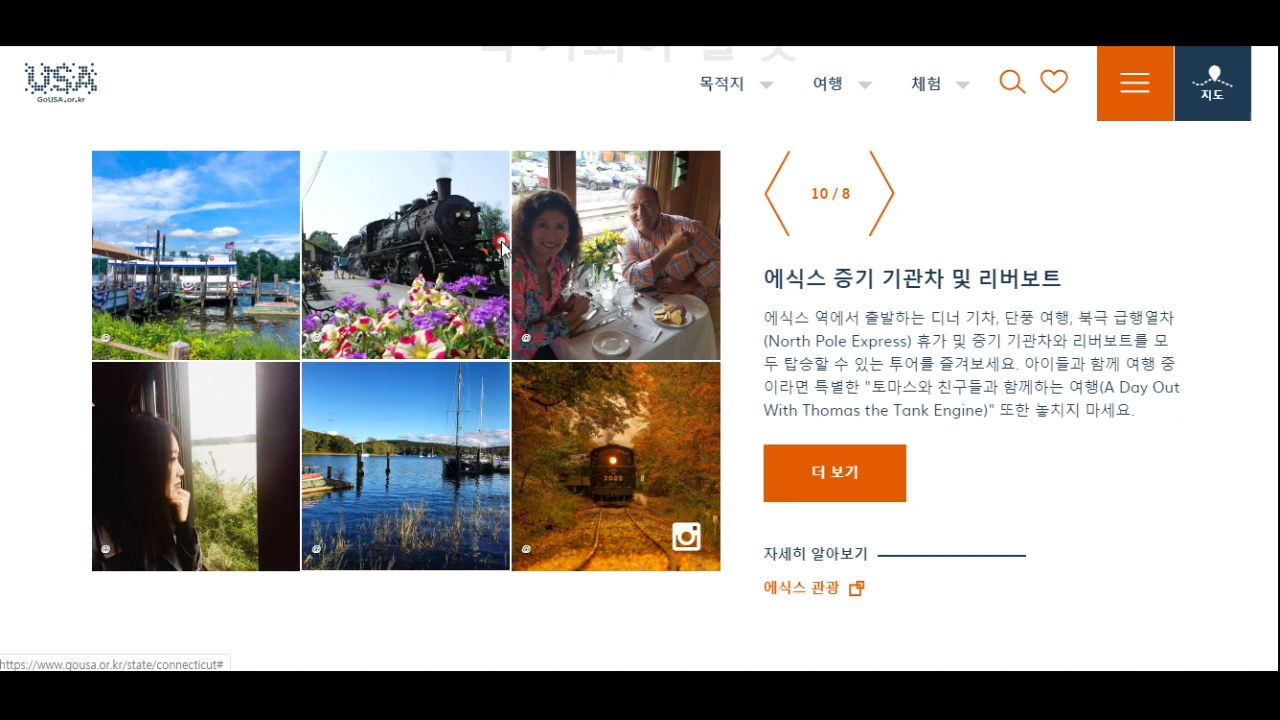 USA
GoUSA.or.kr
목적지
여행
체험
지도
10 / 8
에식스 증기 기관차 및 리버보트
에식스 역에서 출발하는 디너 기차, 단풍 여행, 북극 급행열차
(North Pole Express) 휴가 및 증기 기관차와 리버보트를 모
두 탑승할 수 있는 투어를 즐겨보세요. 아이들과 함께 여행 중
이라면 특별한 "토마스와 친구들과 함께하는 여행(A Day Out
With Thomas the Tank Engine)" 또한 놓치지 마세요.
@
@
@
더 보기
3025
@
@
@
자세히 알아보기
에식스 관광
https://www.gousa.or.kr/state/connecticut#